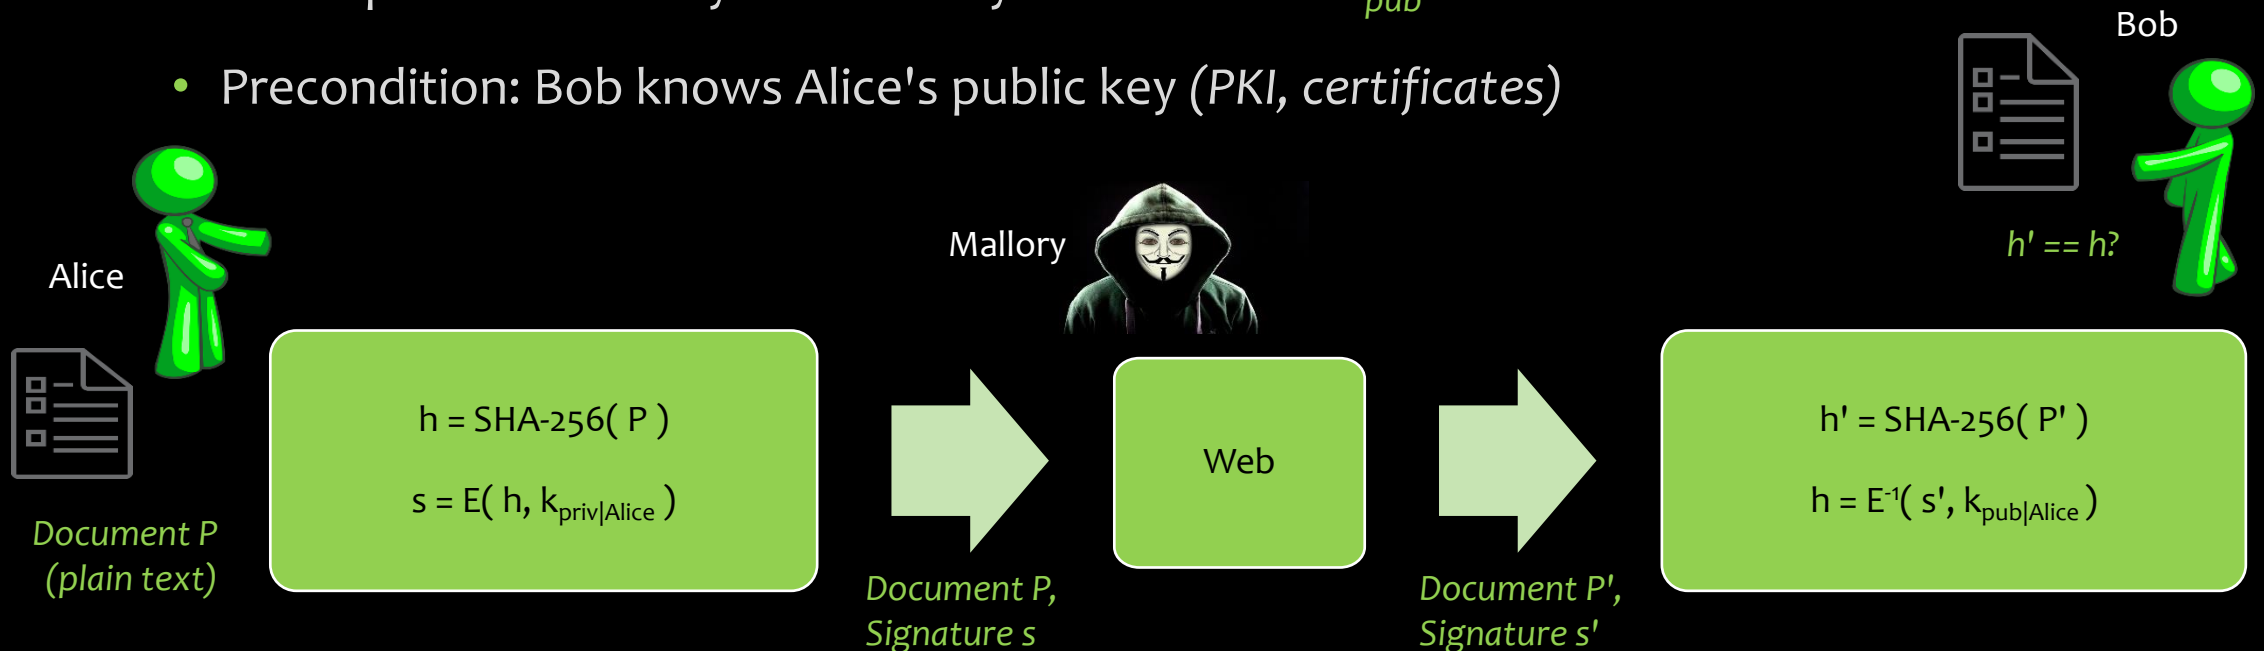 pub
• Precondition: Bob knows Alice's public key (PKI, certificates)
Bob
Mallory
h' == h?
Alice
h = SHA-256( P )
s = E( h, kpriv|Alice )
Web
h' = SHA-256( P' )
h = E-1( s', kpub|Alice )
Document P
(plain text)
Document P,
Signature s
Document P',
Signature s'